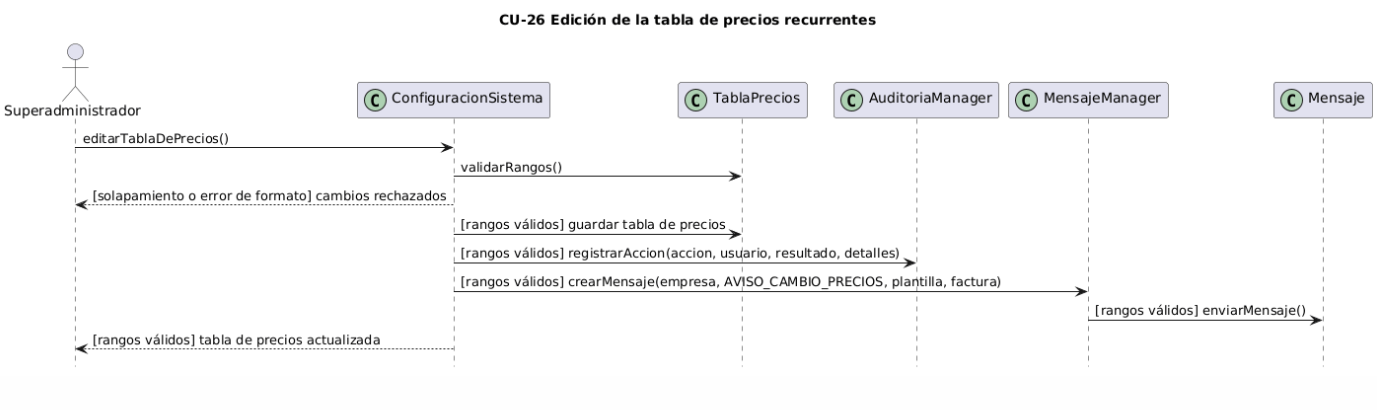 CU-26 Edición de la tabla de precios recurrentes
Superadministrador
C ConfiguracionSistema
C TablaPrecios
C AuditoriaManager
C MensajeManager
C Mensaje
editarTablaDePrecios()
validarRangos()
[solapamiento o error de formato] cambios rechazados
[rangos válidos] guardar tabla de precios
[rangos válidos] registrarAccion(accion, usuario, resultado, detalles)
[rangos válidos] crearMensaje(empresa, AVISO_CAMBIO_PRECIOS, plantilla, factura)
[rangos válidos] enviarMensaje()
[rangos válidos] tabla de precios actualizada